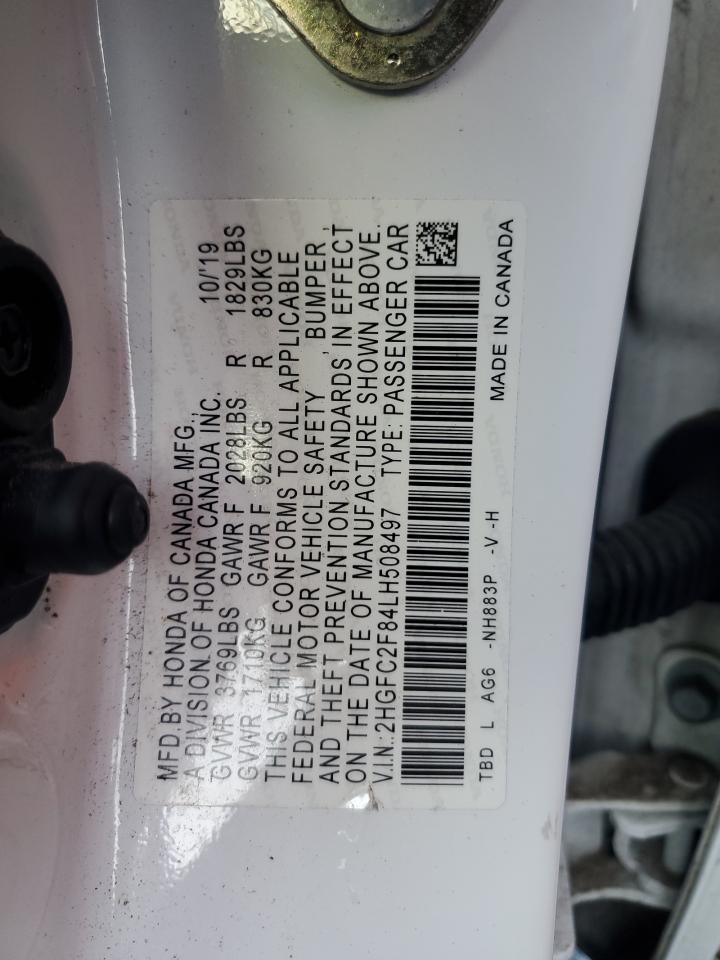 MFD.BY HONDA OF CANADA MFG.,
A DIVISION OF HONDA CANADA INC. 10/'19
GVWR 3769LBS GAWR F 2028LBS R 1829LBS
GVWR 1710KG GAWR F 920KG R 830KG
THIS VEHICLE CONFORMS TO ALL APPLICABLE
FEDERAL MOTOR VEHICLE SAFETY , BUMPER ,
AND THEFT PREVENTION STANDARDS IN EFFECT
ON THE DATE OF MANUFACTURE SHOWN ABOVE.
V.I.N.:2HGFC2F84LH508497 TYPE: PASSENGER CAR
TBD L AG6 -NH883P -V -H MADE IN CANADA